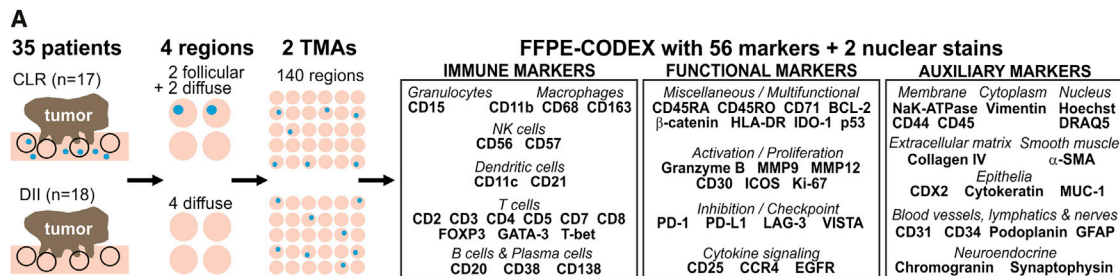 A
35 patients
4 regions
2 TMAs
FFPE-CODEX with 56 markers + 2 nuclear stains
CLR (n=17)
tumor
DII (n=18)
tumor
2 follicular
+ 2 diffuse
4 diffuse
140 regions
IMMUNE MARKERS
Granulocytes Macrophages
CD15 CD11b CD68 CD163
NK cells
CD56 CD57
Dendritic cells
CD11c CD21
T cells
CD2 CD3 CD4 CD5 CD7 CD8
FOXP3 GATA-3 T-bet
B cells & Plasma cells
CD20 CD38 CD138
FUNCTIONAL MARKERS
Miscellaneous / Multifunctional
CD45RA CD45RO CD71 BCL-2
β-catenin HLA-DR IDO-1 p53
Activation / Proliferation
Granzyme B MMP9 MMP12
CD30 ICOS Ki-67
Inhibition / Checkpoint
PD-1 PD-L1 LAG-3 VISTA
Cytokine signaling
CD25 CCR4 EGFR
AUXILIARY MARKERS
Membrane Cytoplasm Nucleus
NaK-ATPase Vimentin Hoechst
CD44 CD45 DRAQ5
Extracellular matrix Smooth muscle
Collagen IV α-SMA
Epithelia
CDX2 Cytokeratin MUC-1
Blood vessels, lymphatics & nerves
CD31 CD34 Podoplanin GFAP
Neuroendocrine
Chromogranin Synaptophysin